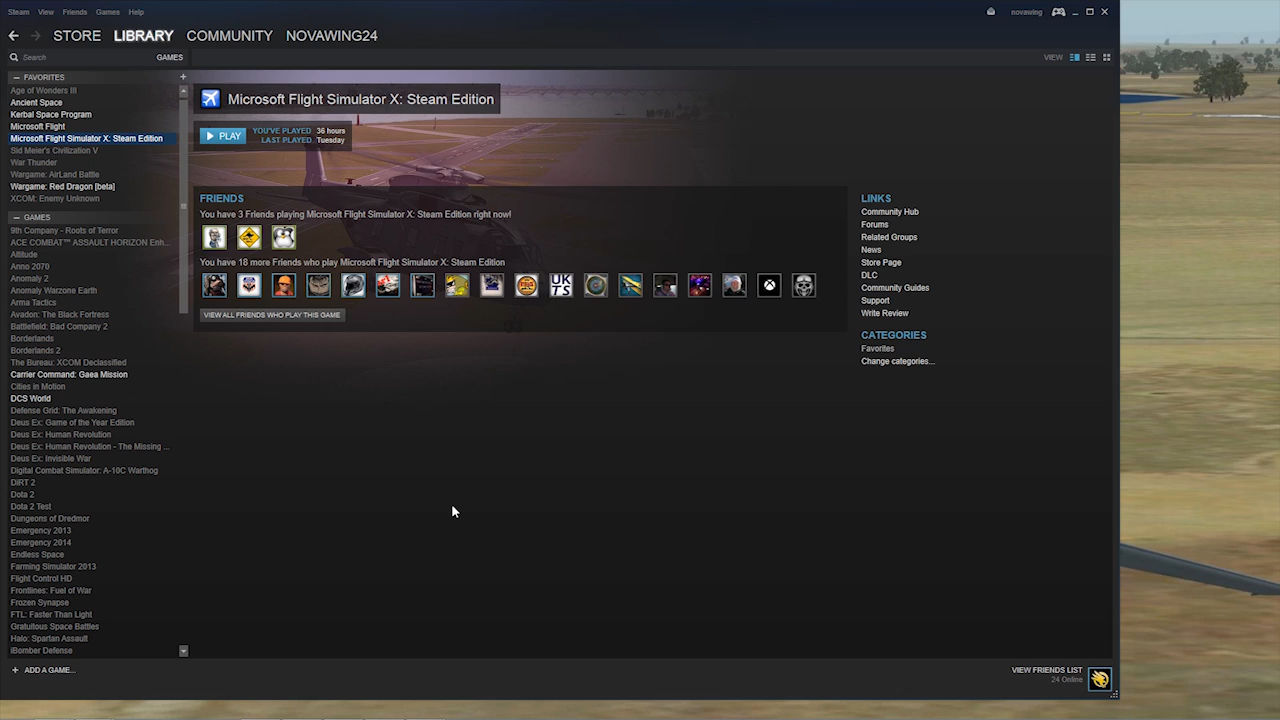 Steam View Friends Games Help
novawing
STORE LIBRARY COMMUNITY NOVAWING24
Search GAMES
VIEW
FAVORITES
Age of Wonders III
Ancient Space
Kerbal Space Program
Microsoft Flight
Microsoft Flight Simulator X: Steam Edition
Sid Meier's Civilization V
War Thunder
Wargame: AirLand Battle
Wargame: Red Dragon [beta]
XCOM: Enemy Unknown
GAMES
9th Company - Roots of Terror
ACE COMBAT™ ASSAULT HORIZON Enh...
Altitude
Anno 2070
Anomaly 2
Anomaly Warzone Earth
Arma Tactics
Avadon: The Black Fortress
Battlefield: Bad Company 2
Borderlands
Borderlands 2
The Bureau: XCOM Declassified
Carrier Command: Gaea Mission
Cities in Motion
DCS World
Defense Grid: The Awakening
Deus Ex: Game of the Year Edition
Deus Ex: Human Revolution
Deus Ex: Human Revolution - The Missing ...
Deus Ex: Invisible War
Digital Combat Simulator: A-10C Warthog
DiRT 2
Dota 2
Dota 2 Test
Dungeons of Dredmor
Emergency 2013
Emergency 2014
Endless Space
Farming Simulator 2013
Flight Control HD
Frontlines: Fuel of War
Frozen Synapse
FTL: Faster Than Light
Gratuitous Space Battles
Halo: Spartan Assault
iBomber Defense
ADD A GAME...
Microsoft Flight Simulator X: Steam Edition
PLAY
YOU'VE PLAYED 36 hours
LAST PLAYED Tuesday
FRIENDS
You have 3 Friends playing Microsoft Flight Simulator X: Steam Edition right now!
You have 18 more Friends who play Microsoft Flight Simulator X: Steam Edition
UK
TS
VIEW ALL FRIENDS WHO PLAY THIS GAME
LINKS
Community Hub
Forums
Related Groups
News
Store Page
DLC
Community Guides
Support
Write Review
CATEGORIES
Favorites
Change categories...
VIEW FRIENDS LIST
24 Online